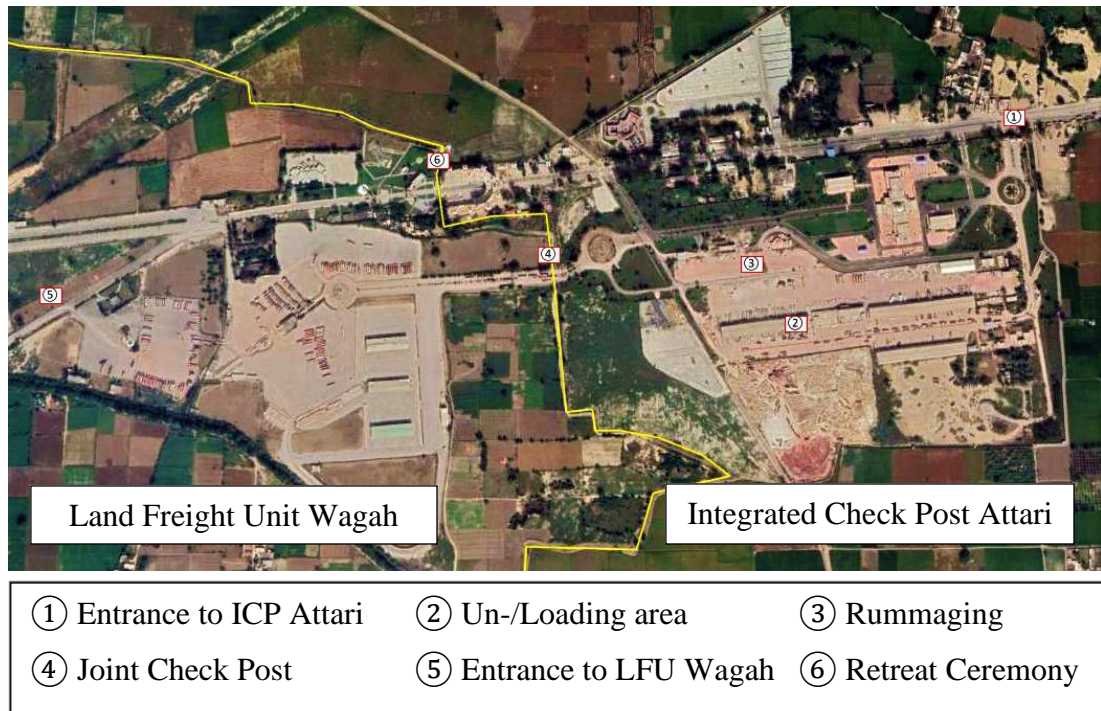 ①
⑥
④
③
⑤
②
Land Freight Unit Wagah
Integrated Check Post Attari
① Entrance to ICP Attari ② Un-/Loading area ③ Rummaging
④ Joint Check Post ⑤ Entrance to LFU Wagah ⑥ Retreat Ceremony